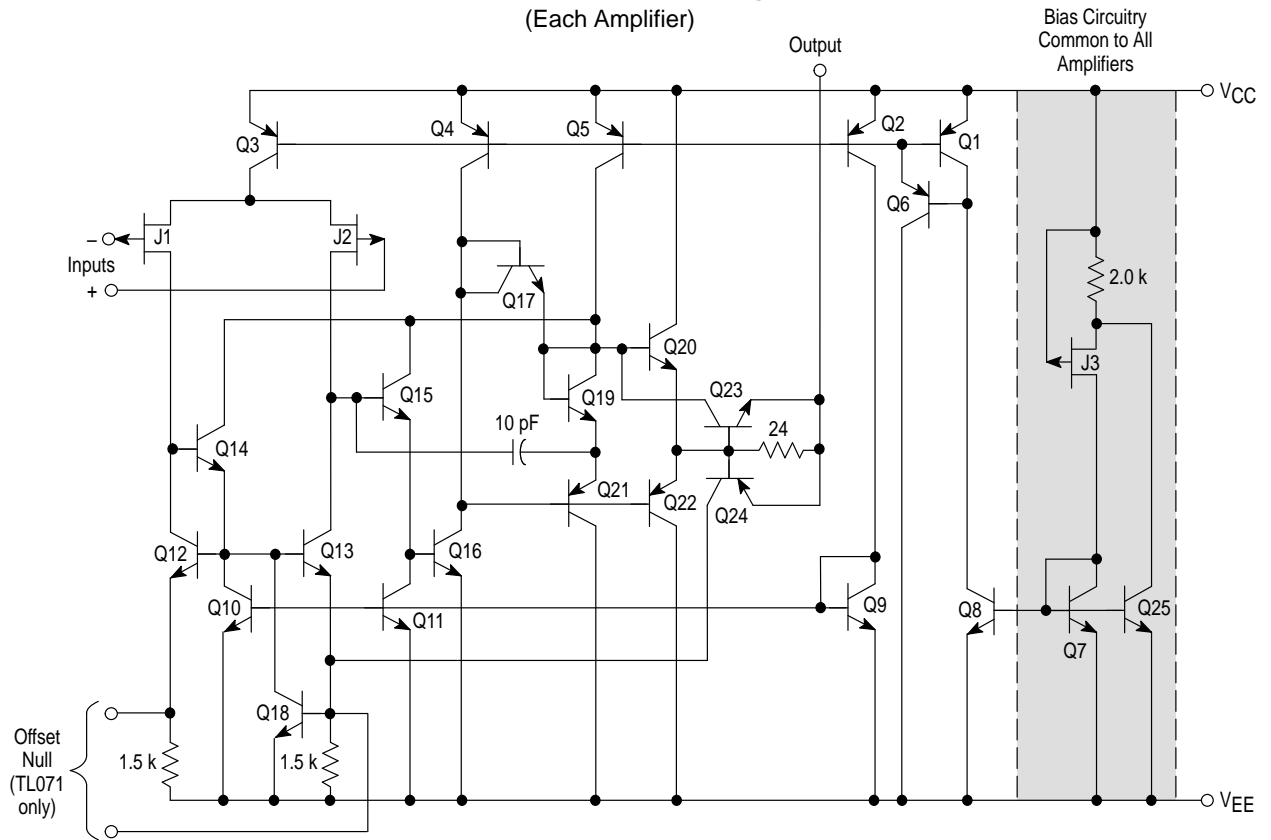 (Each Amplifier)
Bias Circuitry
Common to All
Amplifiers
Output
VCC
Q3
Q4
Q5
Q2
Q1
Q6
–
J1
J2
Inputs
+
Q17
2.0 k
J3
Q20
Q15
Q19
Q23
10 pF
24
Q14
Q21
Q22
Q24
Q12
Q13
Q16
Q10
Q11
Q9
Q8
Q7
Q25
Q18
Offset
Null
(TL071
only)
1.5 k
1.5 k
VEE